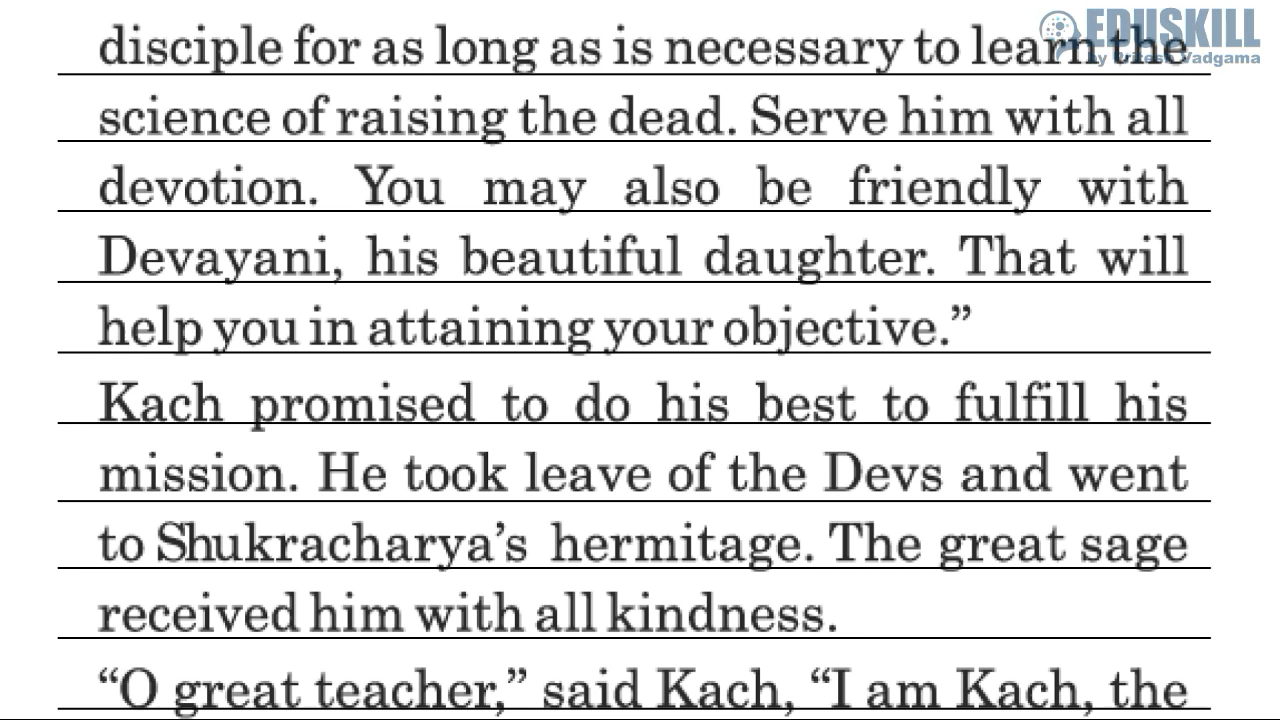 EDUSKILL
by Pritesh Vadgama
disciple for as long as is necessary to learn the
science of raising the dead. Serve him with all
devotion. You may also be friendly with
Devayani, his beautiful daughter. That will
help you in attaining your objective.”
Kach promised to do his best to fulfill his
mission. He took leave of the Devs and went
to Shukracharya’s hermitage. The great sage
received him with all kindness.
“O great teacher,” said Kach, “I am Kach, the